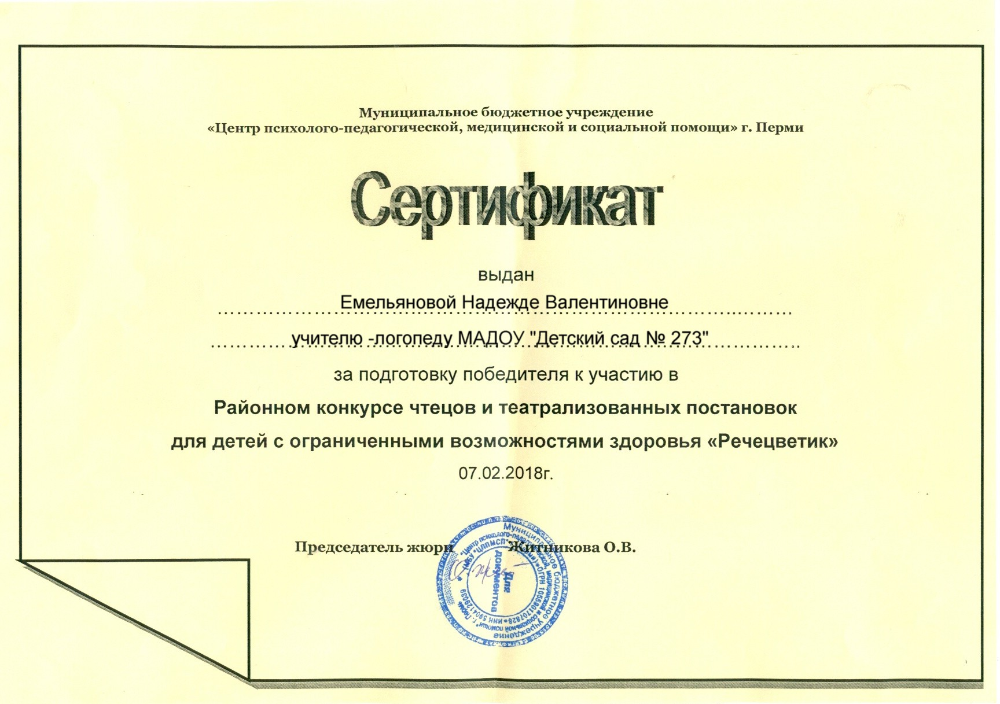 Муниципальное бюджетное учреждение
«Центр психолого-педагогической, медицинской и социальной помощи» г. Перми
Сертификат
выдан
Емельяновой Надежде Валентиновне
учителю -логопеду МАДОУ "Детский сад № 273"
за подготовку победителя к участию в
Районном конкурсе чтецов и театрализованных постановок
для детей с ограниченными возможностями здоровья «Речецветик»
07.02.2018г.
Председатель жюри Житникова О.В.
Муниципальное бюджетное учреждение
"Центр психолого-педагогической, медицинской и социальной помощи" г. Пермь
(МБУ "ЦППМСП" г. Перми) * ОГРН 1055901707828 * ИНН 5904129039 *
Для
документов